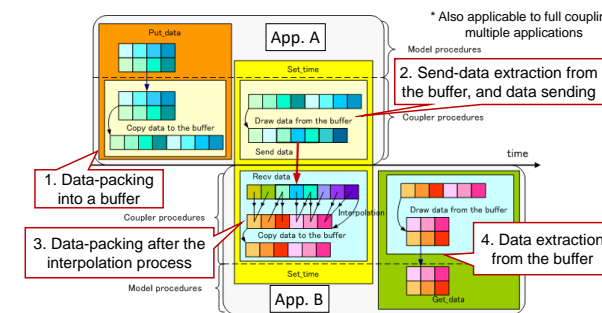 * Also applicable to full couplin
multiple applications
Put_data
App. A
Model procedures
Set_time
2. Send-data extraction from
the buffer, and data sending
Draw data from the buffer
Copy data to the buffer
Coupler procedures
Send data
time
1. Data-packing
into a buffer
Recv data
Interpolation
Coupler procedures
Draw data from the buffer
Copy data to the buffer
3. Data-packing after the
interpolation process
4. Data extraction
from the buffer
Set_time
Model procedures
App. B
Get_data